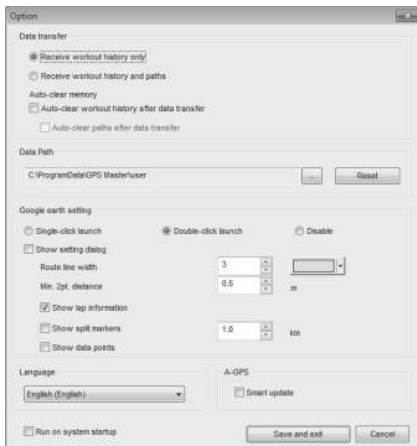 Option
Data transfer
Receive workout history only
Receive workout history and paths
Auto-clear memory
Auto-clear workout history after data transfer
Auto-clear paths after data transfer
Data Path
C:\ProgramData\GPS Master\user
...
Reset
Google earth setting
Single-click launch Double-click launch Disable
Show setting dialog
Route line width 3
Min. 2pt. distance 0.5 m
Show lap information
Show split markers 1.0 km
Show data points
Language
English (English)
A-GPS
Smart update
Run on system startup Save and exit Cancel